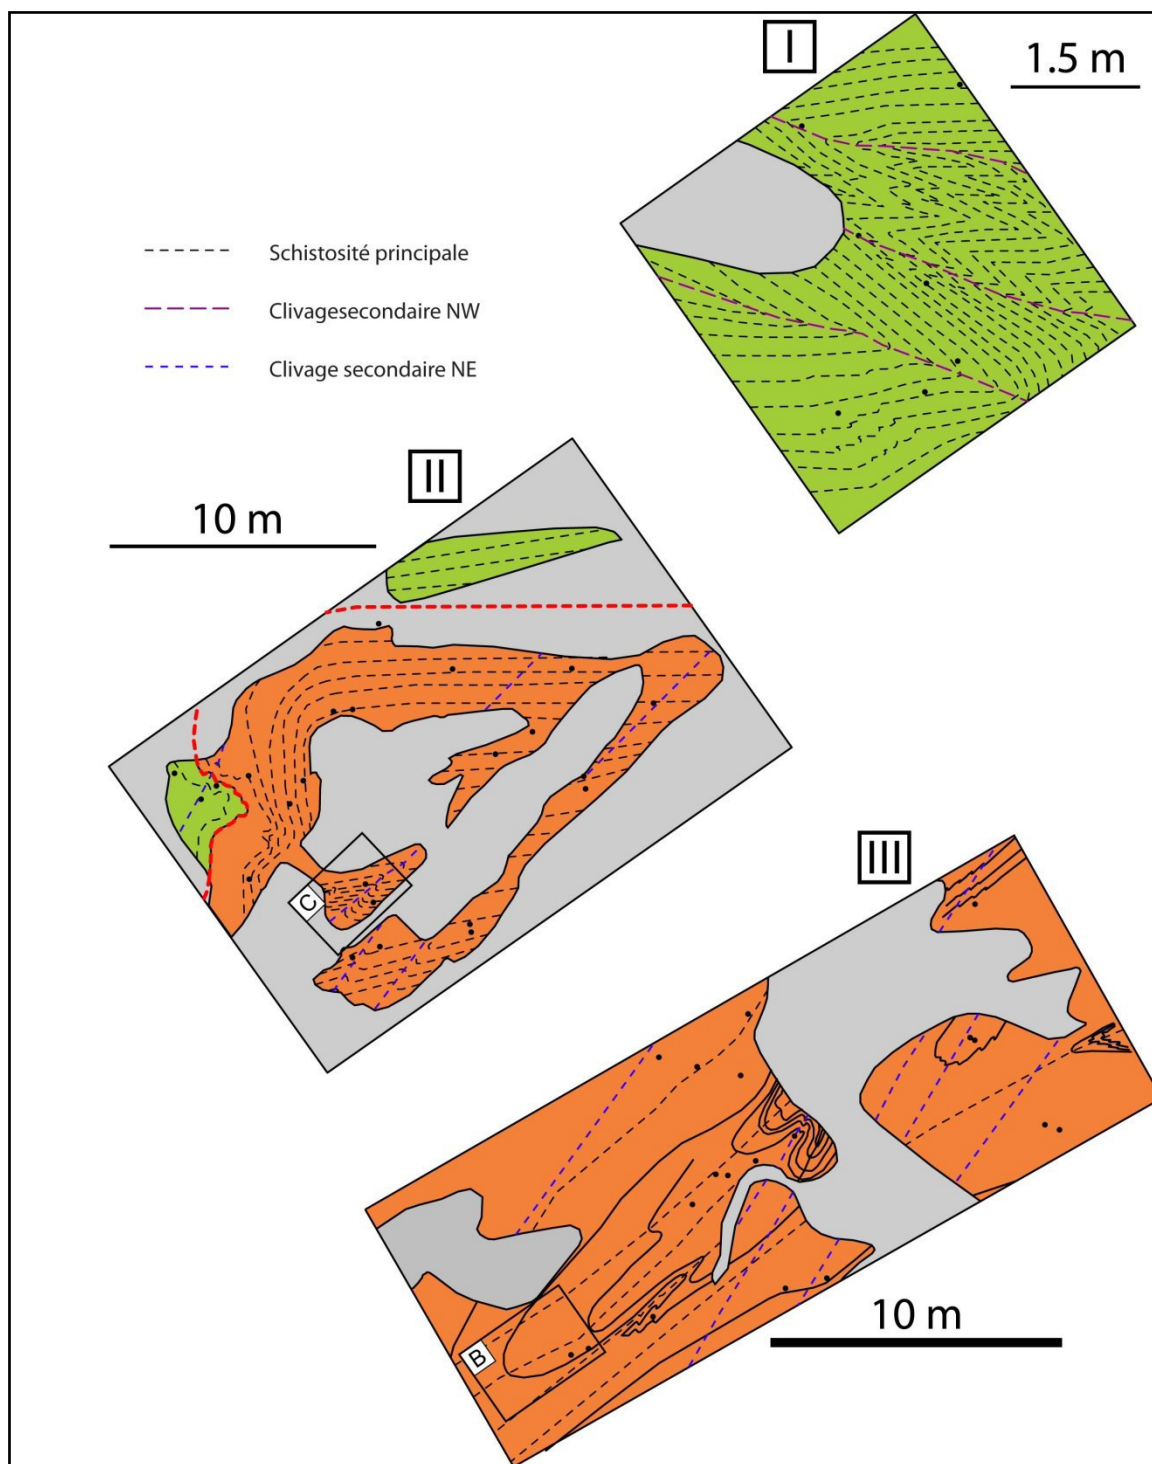 I
1.5 m
Schistosité principale
Clivagesecondaire NW
Clivage secondaire NE
II
10 m
C
III
B
10 m